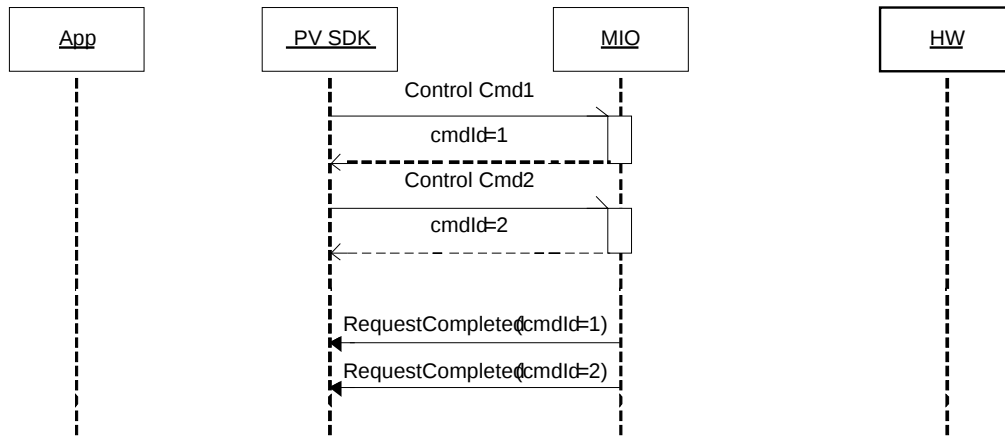 App
PV SDK
MIO
HW
Control Cmd1
cmdId=1
Control Cmd2
cmdId=2
RequestCompleted(cmdId=1)
RequestCompleted(cmdId=2)